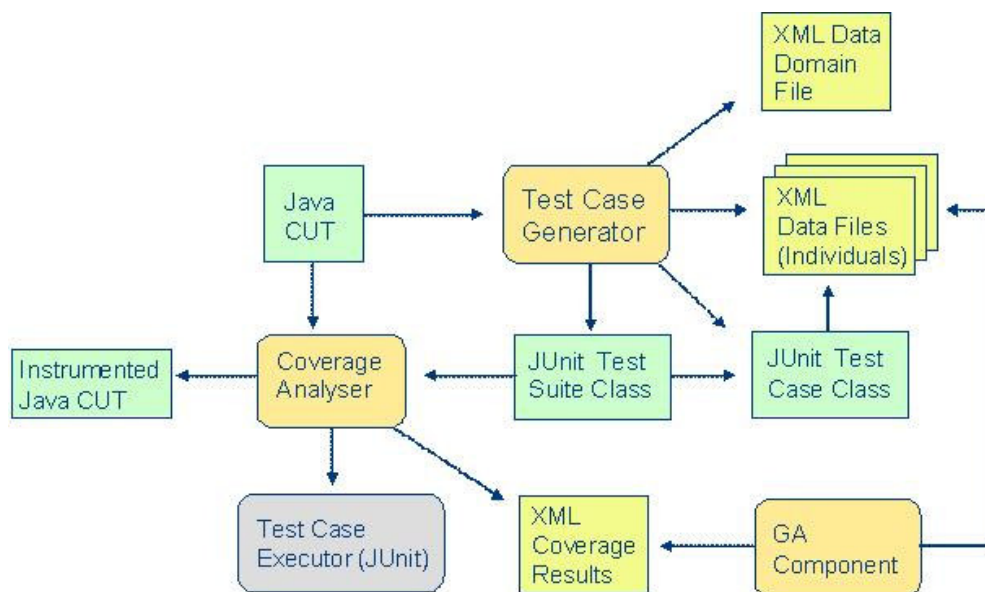 XML Data
Domain
File
Java
CUT
Test Case
Generator
XML
Data Files
(Individuals)
Instrumented
Java CUT
Coverage
Analyser
JUnit Test
Suite Class
JUnit Test
Case Class
Test Case
Executor (JUnit)
XML
Coverage
Results
GA
Component